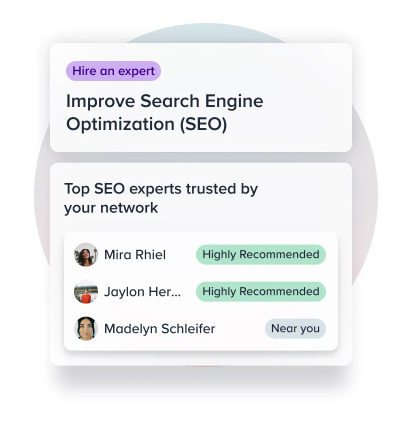 Hire an expert
Improve Search Engine
Optimization (SEO)
Top SEO experts trusted by
your network
Mira Rhiel Highly Recommended
Jaylon Her... Highly Recommended
Madelyn Schleifer Near you